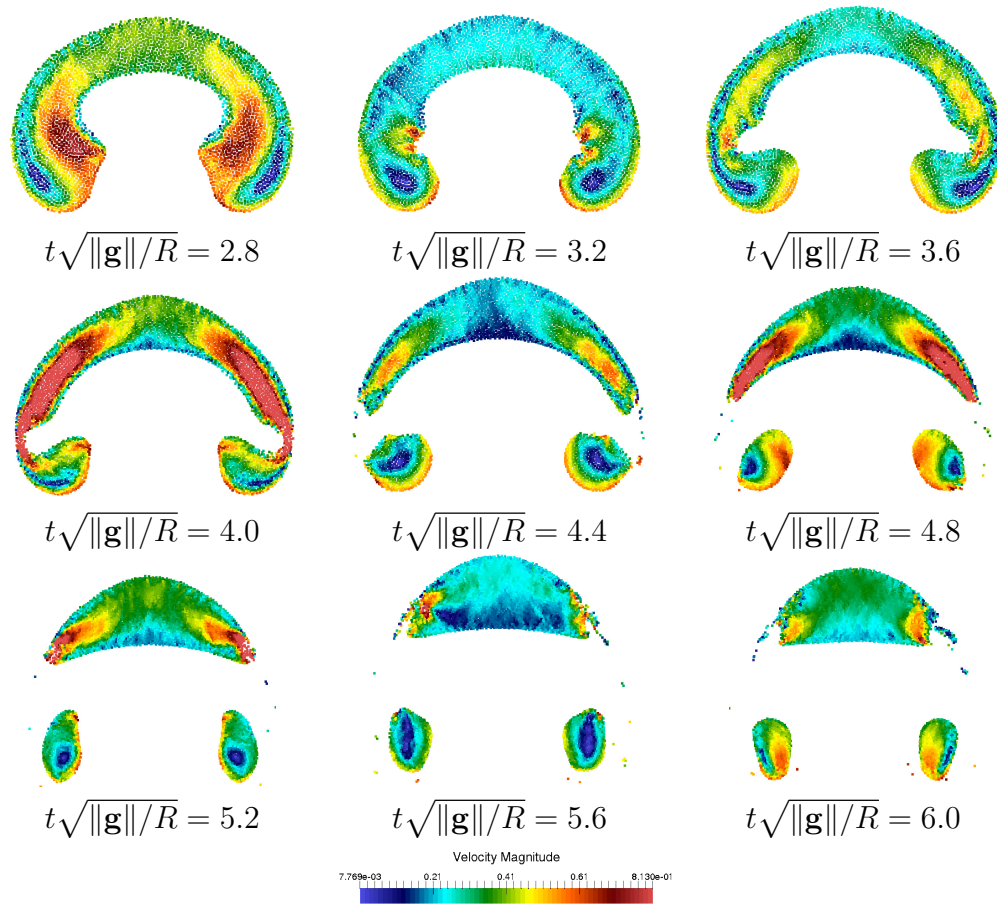 t√‖g‖/R = 2.8
t√‖g‖/R = 3.2
t√‖g‖/R = 3.6
t√‖g‖/R = 4.0
t√‖g‖/R = 4.4
t√‖g‖/R = 4.8
t√‖g‖/R = 5.2
t√‖g‖/R = 5.6
t√‖g‖/R = 6.0
Velocity Magnitude
7.769e-03 0.21 0.41 0.61 8.130e-01